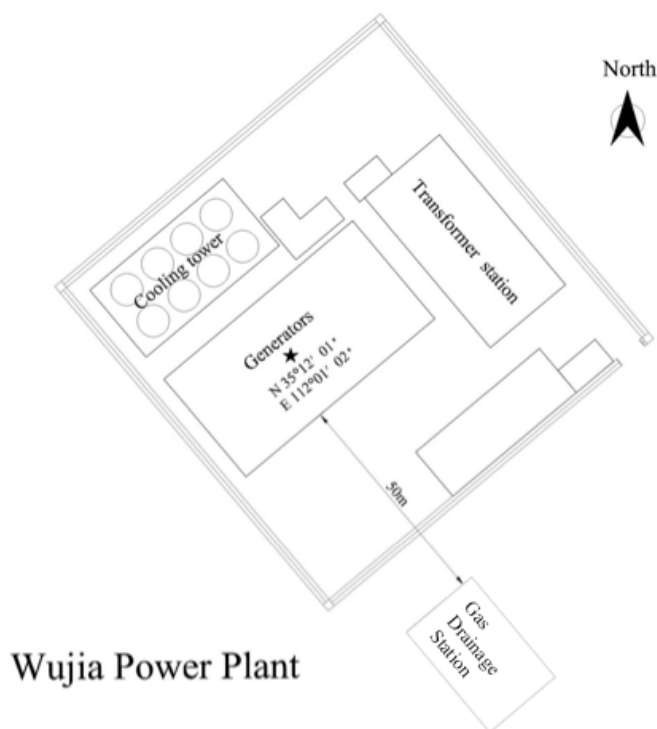 North
Transformer station
Cooling tower
Generators
N 35°12′ 01″
E 112°01′ 02″
50m
Gas
Drainage
Station
Wujia Power Plant